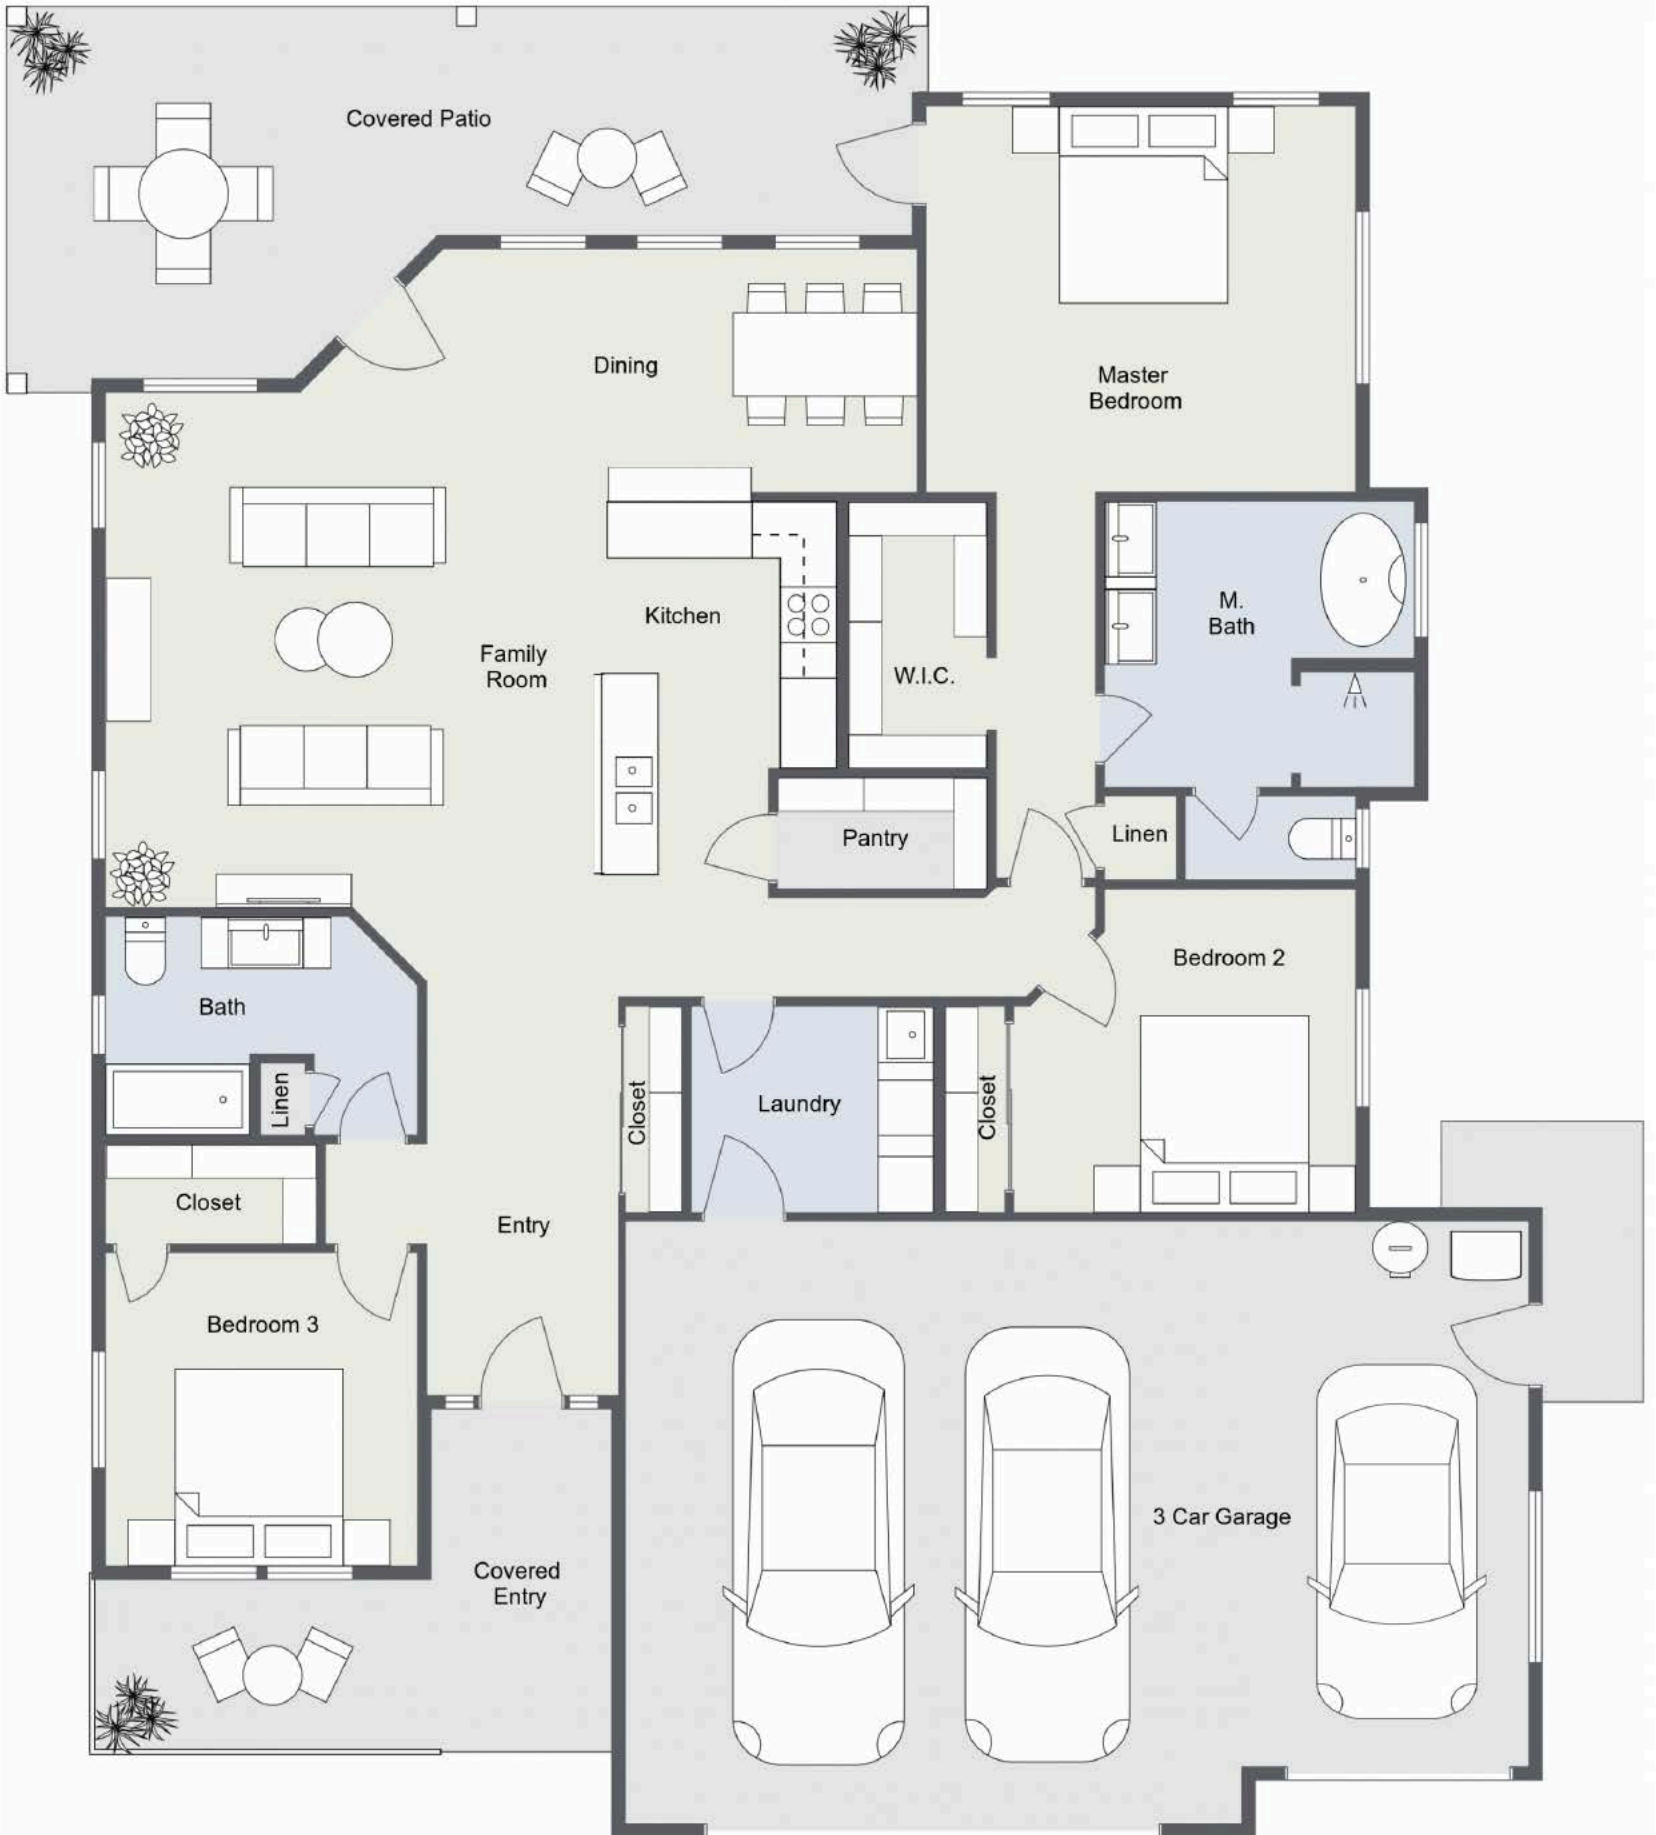 Covered Patio
Dining
Master
Bedroom
Kitchen
M.
Bath
Family
Room
W.I.C.
Pantry
Linen
Bedroom 2
Bath
Linen
Closet
Laundry
Closet
Closet
Entry
Bedroom 3
3 Car Garage
Covered
Entry